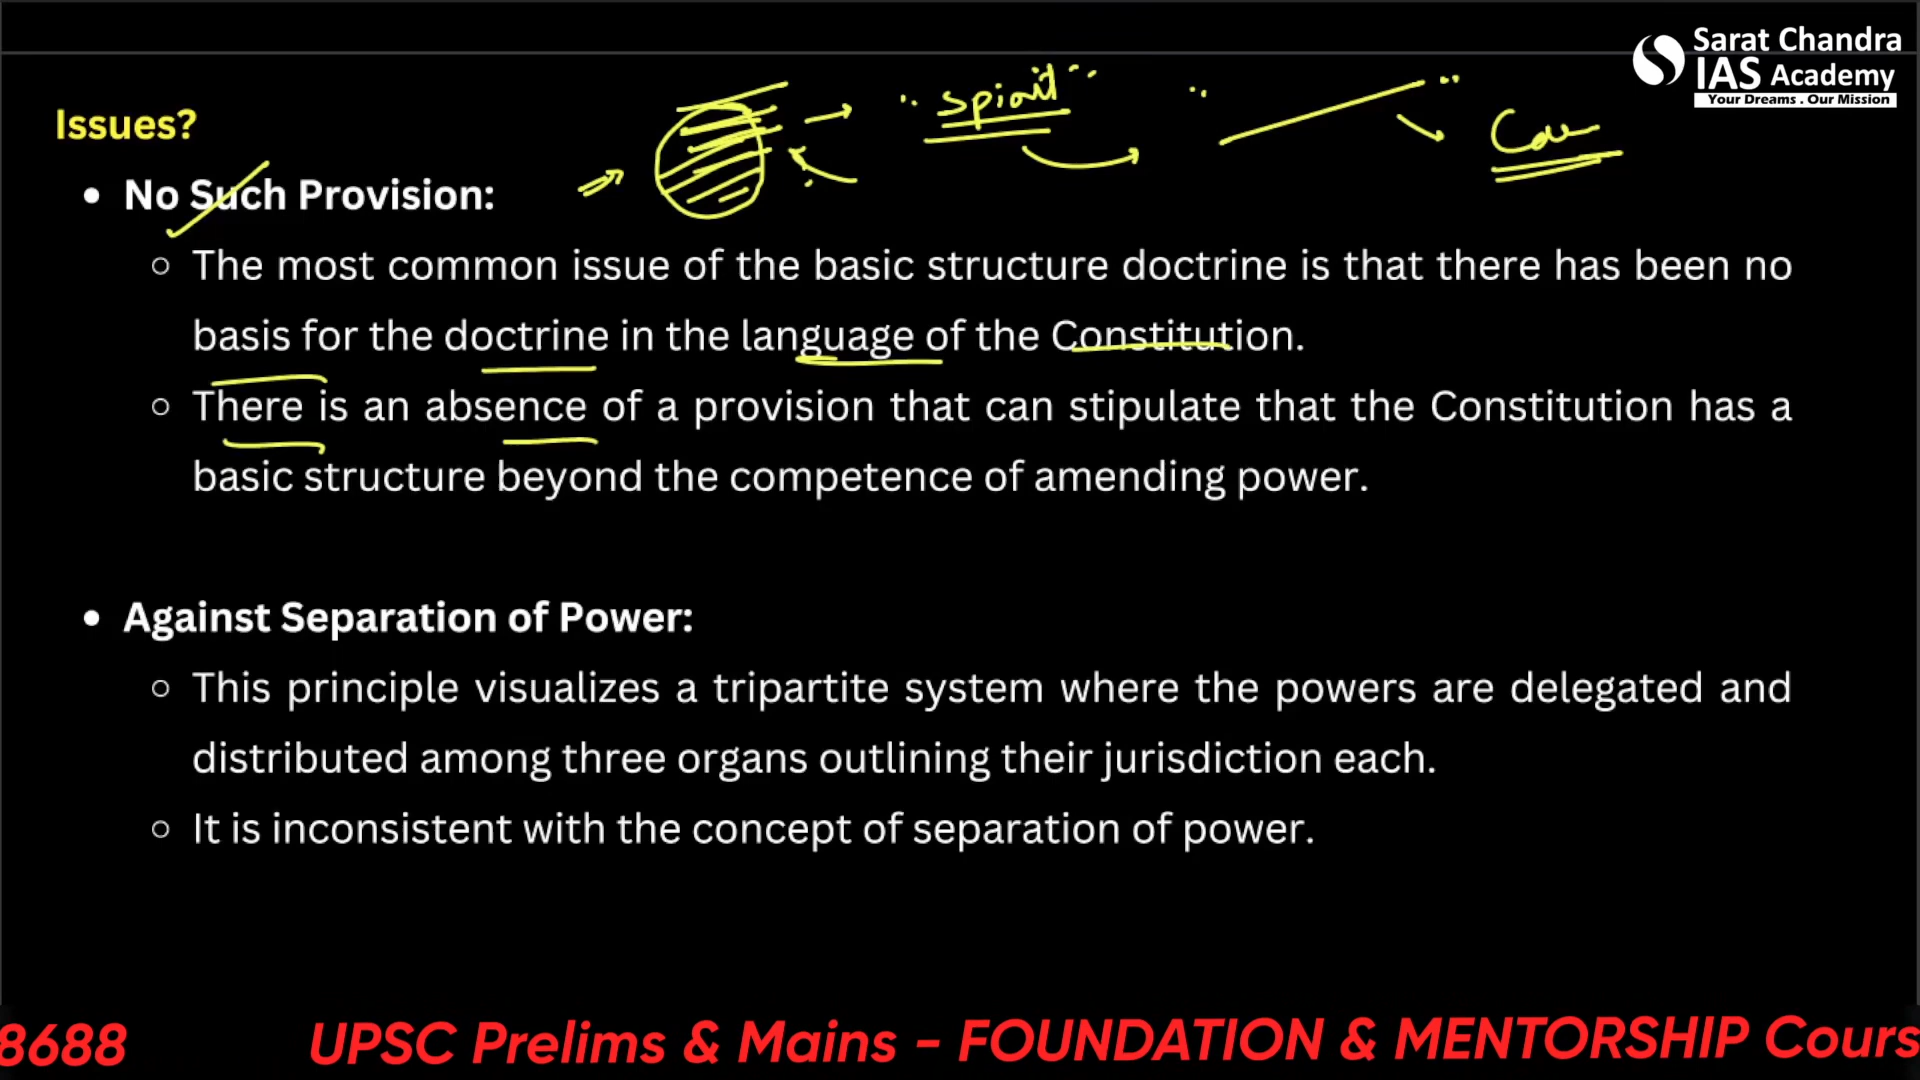 Sarat Chandra
IAS Academy
Your Dreams . Our Mission
Issues?
• No Such Provision:
○ The most common issue of the basic structure doctrine is that there has been no
basis for the doctrine in the language of the Constitution.
○ There is an absence of a provision that can stipulate that the Constitution has a
basic structure beyond the competence of amending power.
• Against Separation of Power:
○ This principle visualizes a tripartite system where the powers are delegated and
distributed among three organs outlining their jurisdiction each.
○ It is inconsistent with the concept of separation of power.
8688 UPSC Prelims & Mains - FOUNDATION & MENTORSHIP Cours